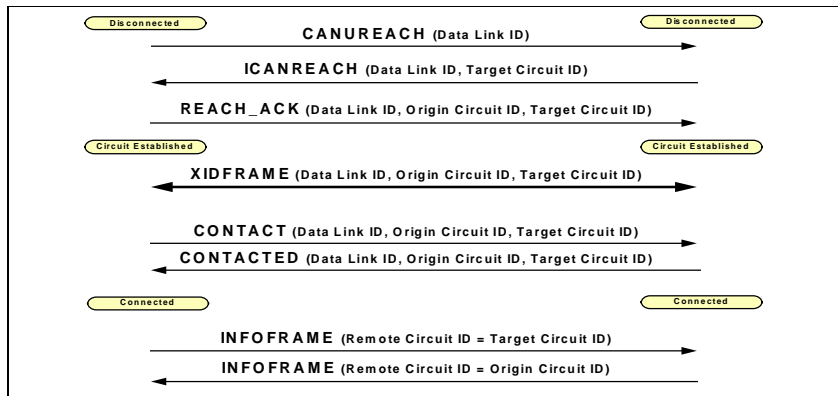 Disconnected Disconnected
CANUREACH (Data Link ID)
ICANREACH (Data Link ID, Target Circuit ID)
REACH_ACK (Data Link ID, Origin Circuit ID, Target Circuit ID)
Circuit Established Circuit Established
XIDFRAME (Data Link ID, Origin Circuit ID, Target Circuit ID)
CONTACT (Data Link ID, Origin Circuit ID, Target Circuit ID)
CONTACTED (Data Link ID, Origin Circuit ID, Target Circuit ID)
Connected Connected
INFOFRAME (Remote Circuit ID = Target Circuit ID)
INFOFRAME (Remote Circuit ID = Origin Circuit ID)